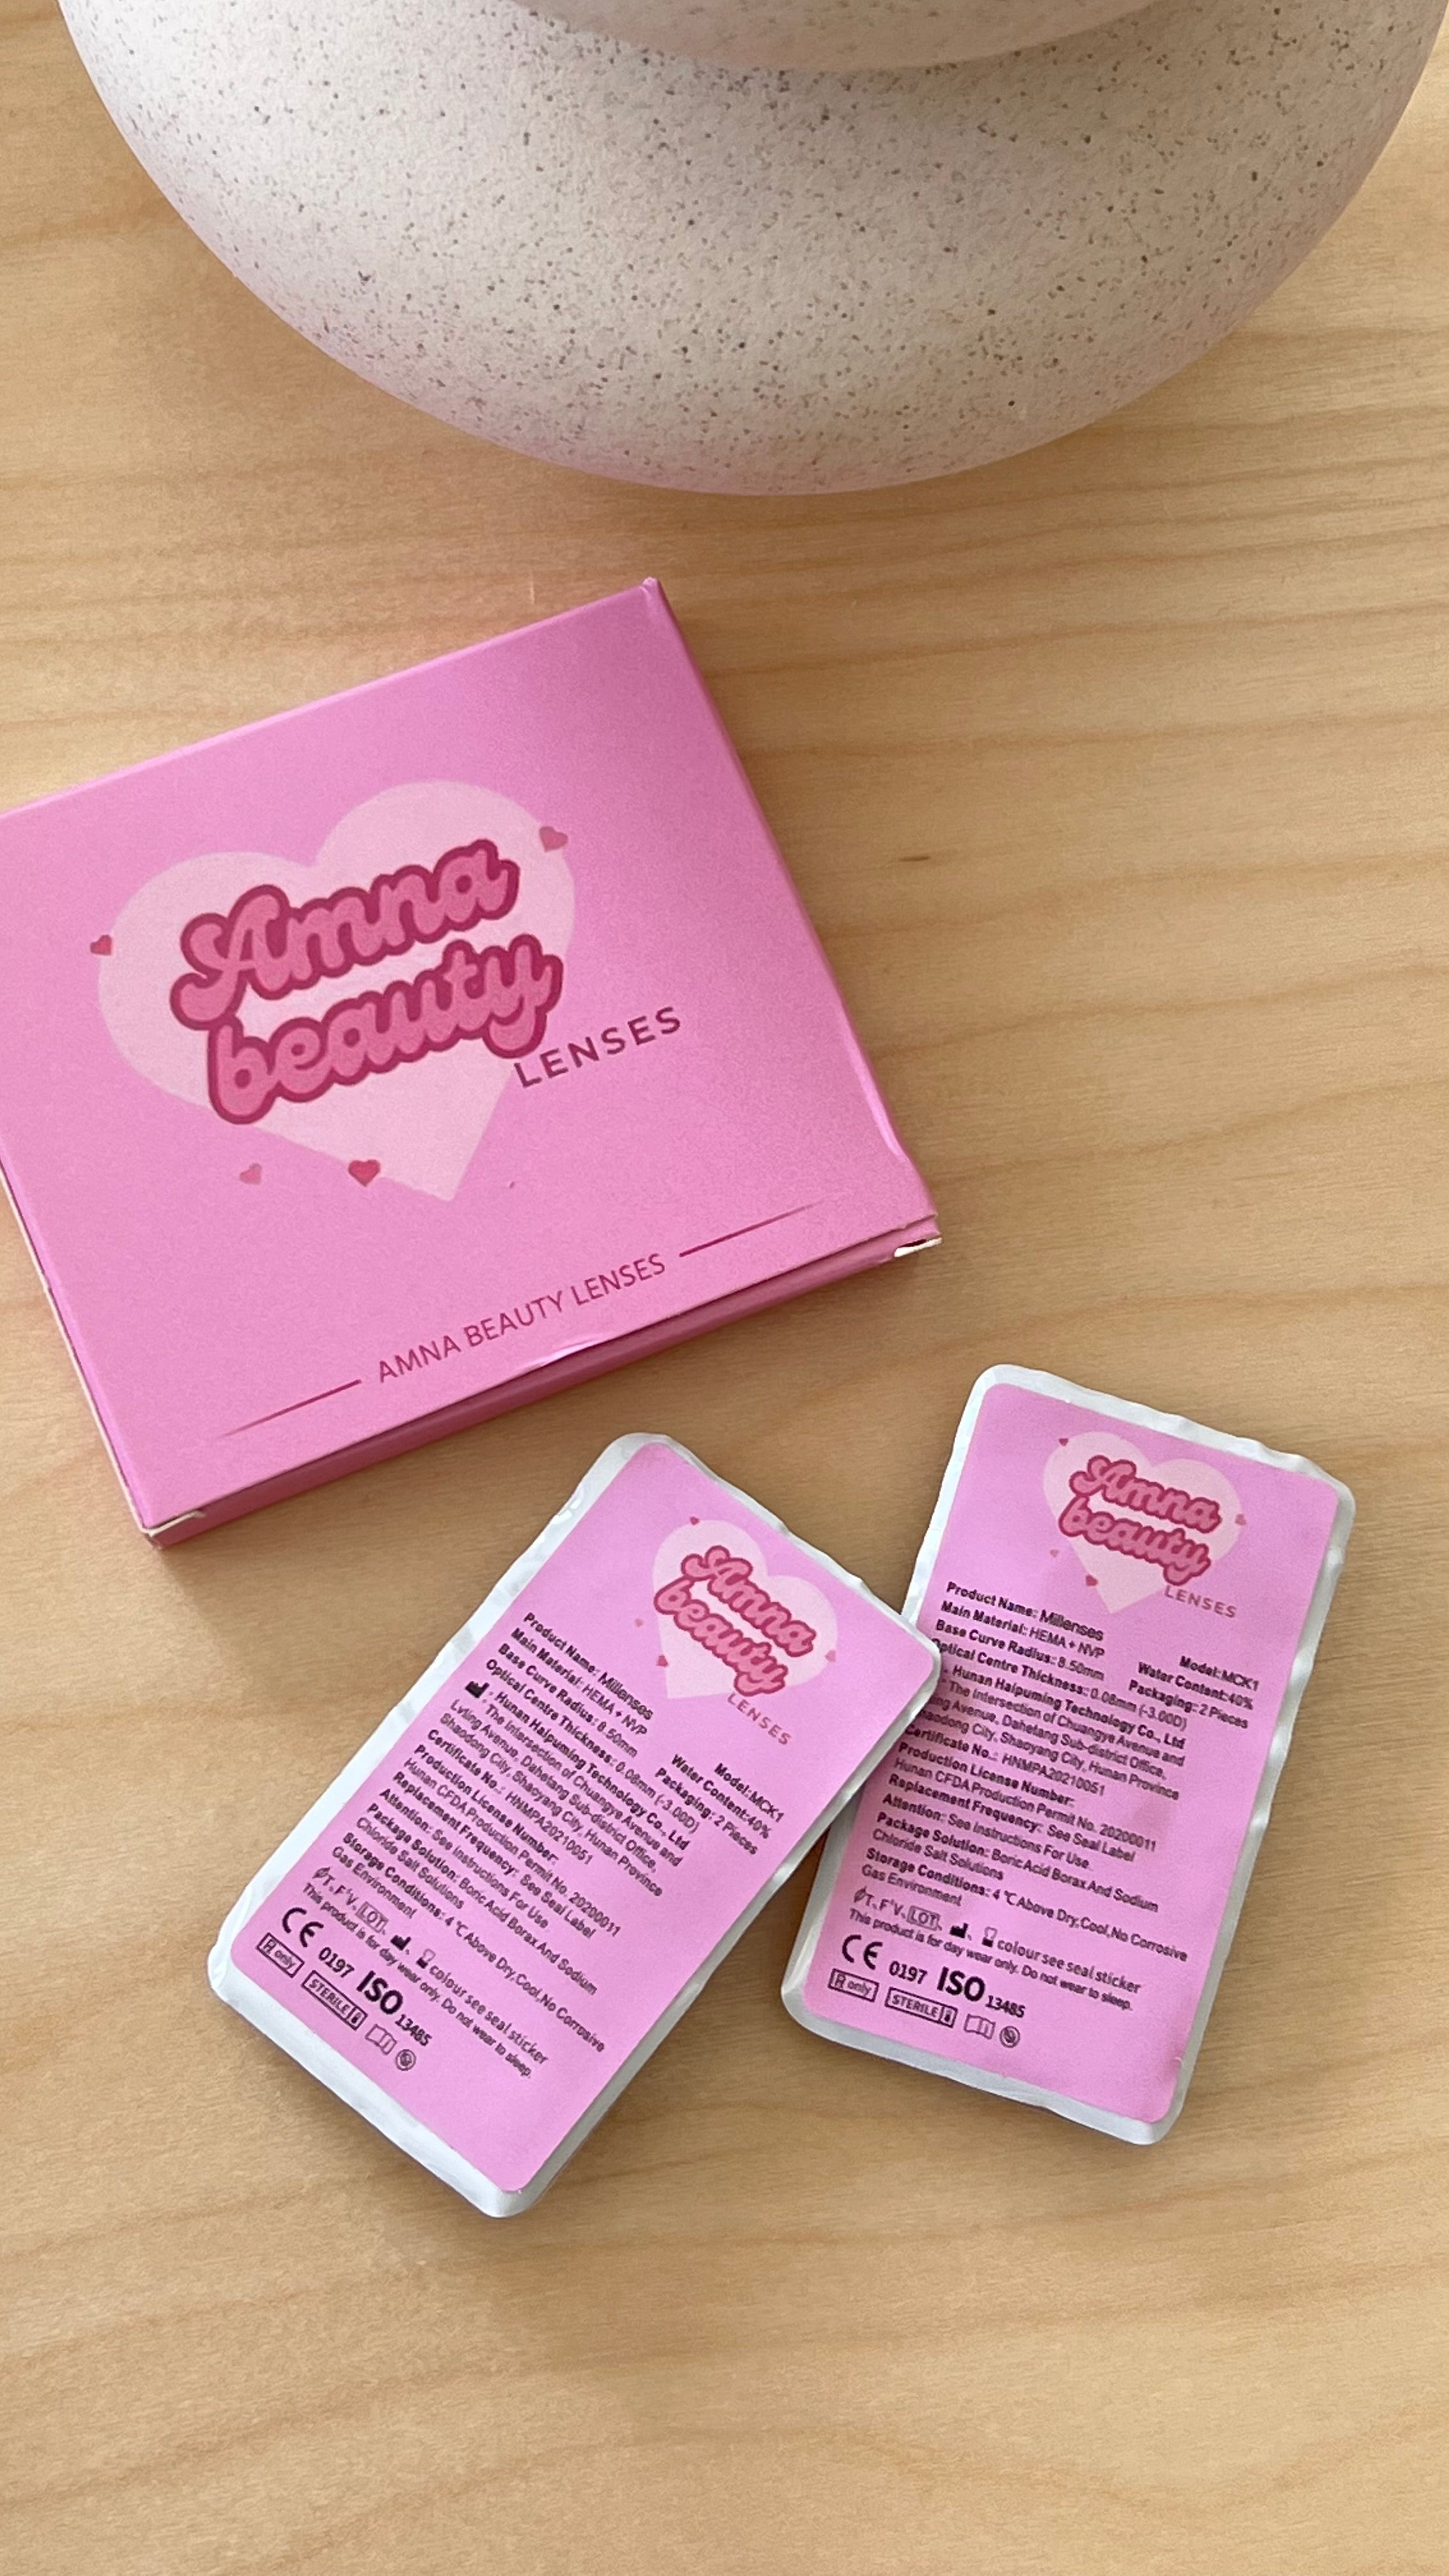 Amna
beauty
LENSES
AMNA BEAUTY LENSES
Amna
beauty
LENSES
Product Name: Millenses
Main Material: HEMA + NVP
Model:MCK1
Base Curve Radius: 8.50mm
Water Content:40%
Optical Centre Thickness: 0.08mm (-3.00D)
Packaging: 2 Pieces
, Hunan Haipuming Technology Co., Ltd
The Intersection of Chuangye Avenue and
Lvting Avenue, Dahetang Sub-district Office,
Shaodong City, Shaoyang City, Hunan Province
Certificate No.: HNMPA20210051
Production License Number:
Hunan CFDA Production Permit No. 20200011
Replacement Frequency: See Seal Label
Attention: See Instructions For Use
Package Solution: Boric Acid Borax And Sodium
Chloride Salt Solutions
Storage Conditions: 4 ℃ Above Dry,Cool,No Corrosive
Gas Environment
ØT、F'V、LOT、 、 colour see seal sticker
This product is for day wear only. Do not wear to sleep.
CE 0197 ISO 13485
R only STERILE
Amna
beauty
LENSES
Product Name: Millenses
Main Material: HEMA + NVP
Model:MCK1
Base Curve Radius: 8.50mm
Water Content:40%
Optical Centre Thickness: 0.08mm (-3.00D)
Packaging: 2 Pieces
, Hunan Haipuming Technology Co., Ltd
The Intersection of Chuangye Avenue and
Avenue, Dahetang Sub-district Office,
Shaodong City, Shaoyang City, Hunan Province
Certificate No.: HNMPA20210051
Production License Number:
Hunan CFDA Production Permit No. 20200011
Replacement Frequency: See Seal Label
Attention: See Instructions For Use
Package Solution: Boric Acid Borax And Sodium
Chloride Salt Solutions
Storage Conditions: 4 ℃ Above Dry,Cool,No Corrosive
Gas Environment
ØT、F'V、LOT、 、 colour see seal sticker
This product is for day wear only. Do not wear to sleep.
CE 0197 ISO 13485
R only STERILE